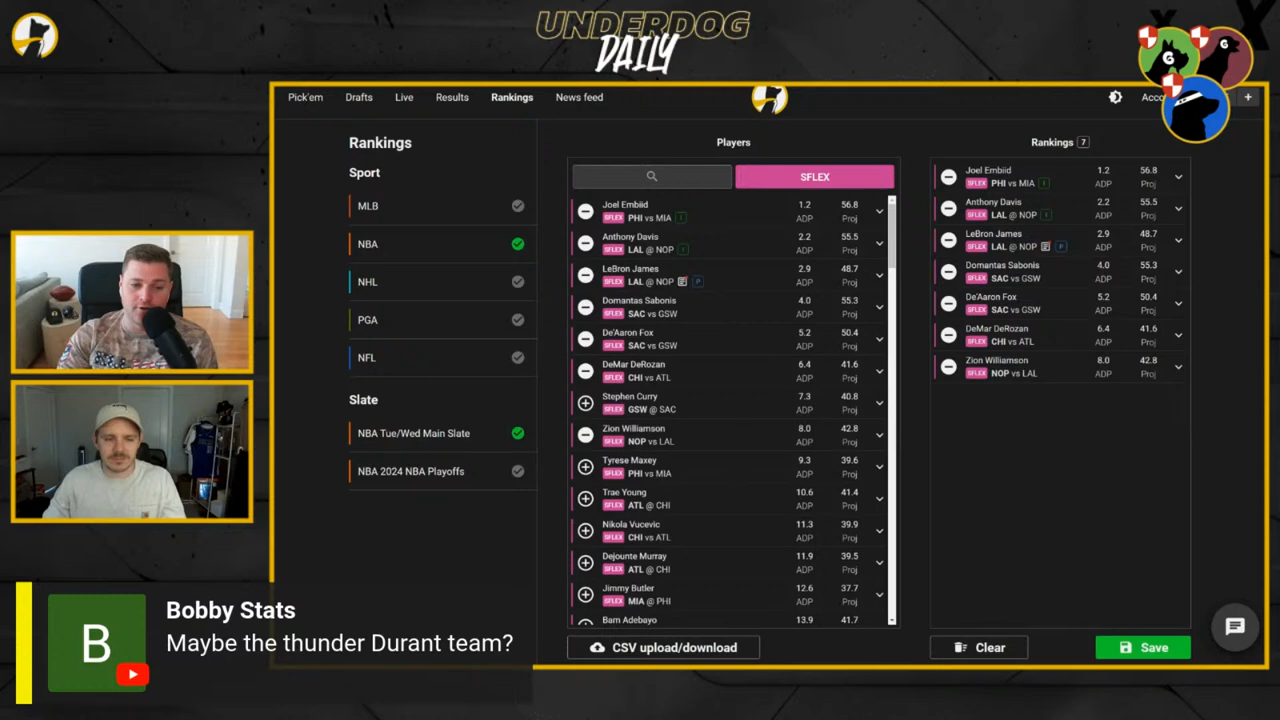 UNDERDOG
DAILY
Pick'em Drafts Live Results Rankings News feed
Rankings
Sport
MLB
NBA
NHL
PGA
NFL
Slate
NBA Tue/Wed Main Slate
NBA 2024 NBA Playoffs
Players
SFLEX
Joel Embiid 1.2 56.8
SFLEX PHI vs MIA I ADP Proj
Anthony Davis 2.2 55.5
SFLEX LAL @ NOP I ADP Proj
LeBron James 2.9 48.7
SFLEX LAL @ NOP P ADP Proj
Domantas Sabonis 4.0 55.3
SFLEX SAC vs GSW ADP Proj
De'Aaron Fox 5.2 50.4
SFLEX SAC vs GSW ADP Proj
DeMar DeRozan 6.4 41.6
SFLEX CHI vs ATL ADP Proj
Stephen Curry 7.3 40.8
SFLEX GSW @ SAC ADP Proj
Zion Williamson 8.0 42.8
SFLEX NOP vs LAL ADP Proj
Tyrese Maxey 9.3 39.6
SFLEX PHI vs MIA ADP Proj
Trae Young 10.6 41.4
SFLEX ATL @ CHI ADP Proj
Nikola Vucevic 11.3 39.9
SFLEX CHI vs ATL ADP Proj
Dejounte Murray 11.9 39.5
SFLEX ATL @ CHI ADP Proj
Jimmy Butler 12.6 37.7
SFLEX MIA @ PHI ADP Proj
Bam Adebayo 13.9 41.7
CSV upload/download
Rankings 7
Joel Embiid 1.2 56.8
SFLEX PHI vs MIA I ADP Proj
Anthony Davis 2.2 55.5
SFLEX LAL @ NOP I ADP Proj
LeBron James 2.9 48.7
SFLEX LAL @ NOP P ADP Proj
Domantas Sabonis 4.0 55.3
SFLEX SAC vs GSW ADP Proj
De'Aaron Fox 5.2 50.4
SFLEX SAC vs GSW ADP Proj
DeMar DeRozan 6.4 41.6
SFLEX CHI vs ATL ADP Proj
Zion Williamson 8.0 42.8
SFLEX NOP vs LAL ADP Proj
Clear Save
G
G
B
Bobby Stats
Maybe the thunder Durant team?